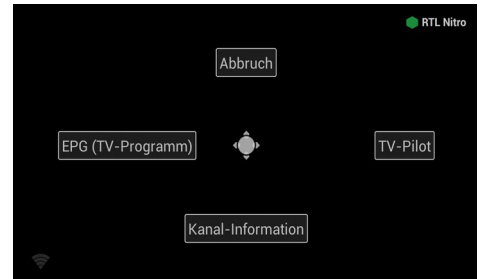 RTL Nitro
Abbruch
EPG (TV-Programm)
TV-Pilot
Kanal-Information